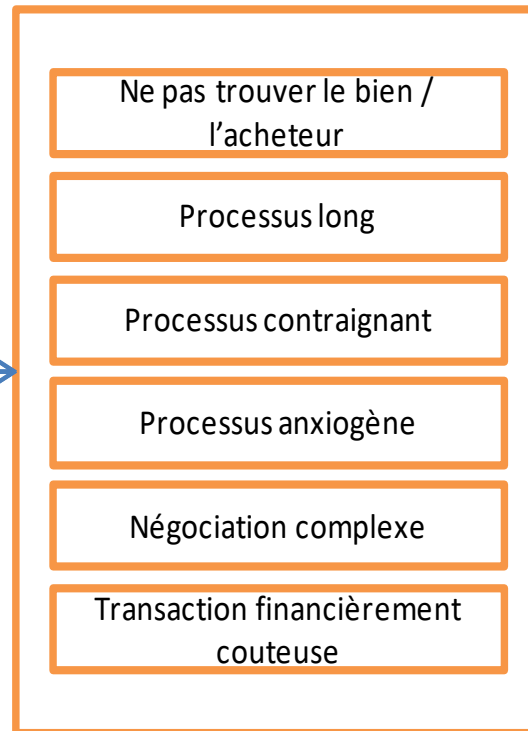 Ne pas trouver le bien /
l’acheteur
Processus long
Processus contraignant
Processus anxiogène
Négociation complexe
Transaction financièrement
couteuse